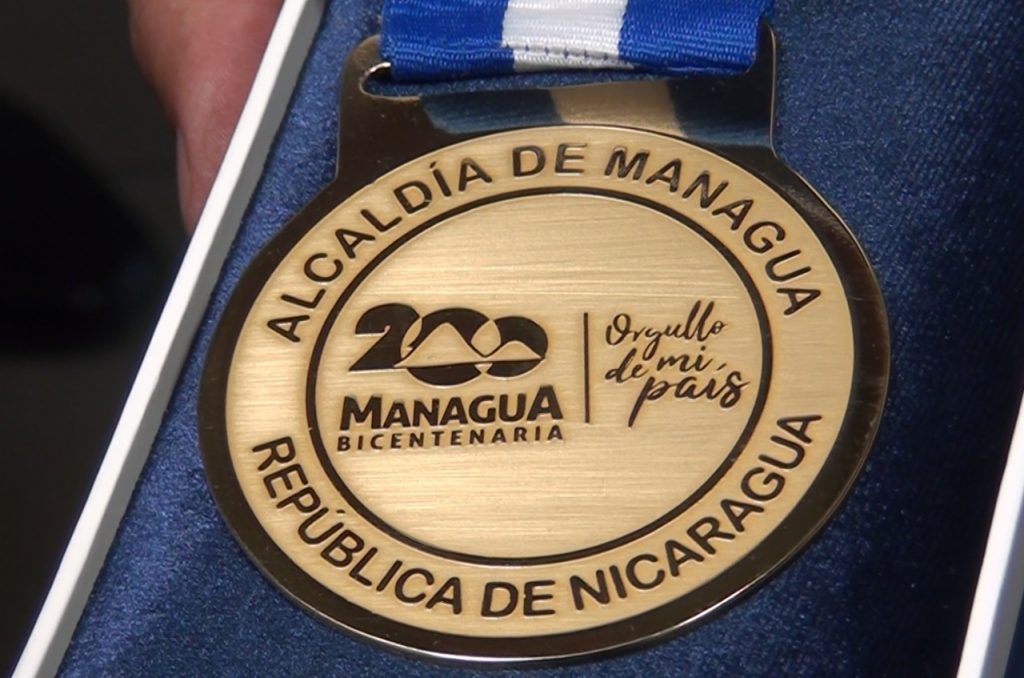 ALCALDÍA DE MANAGUA
200
MANAGUA
BICENTENARIA
Orgullo
de mi
país
REPÚBLICA DE NICARAGUA